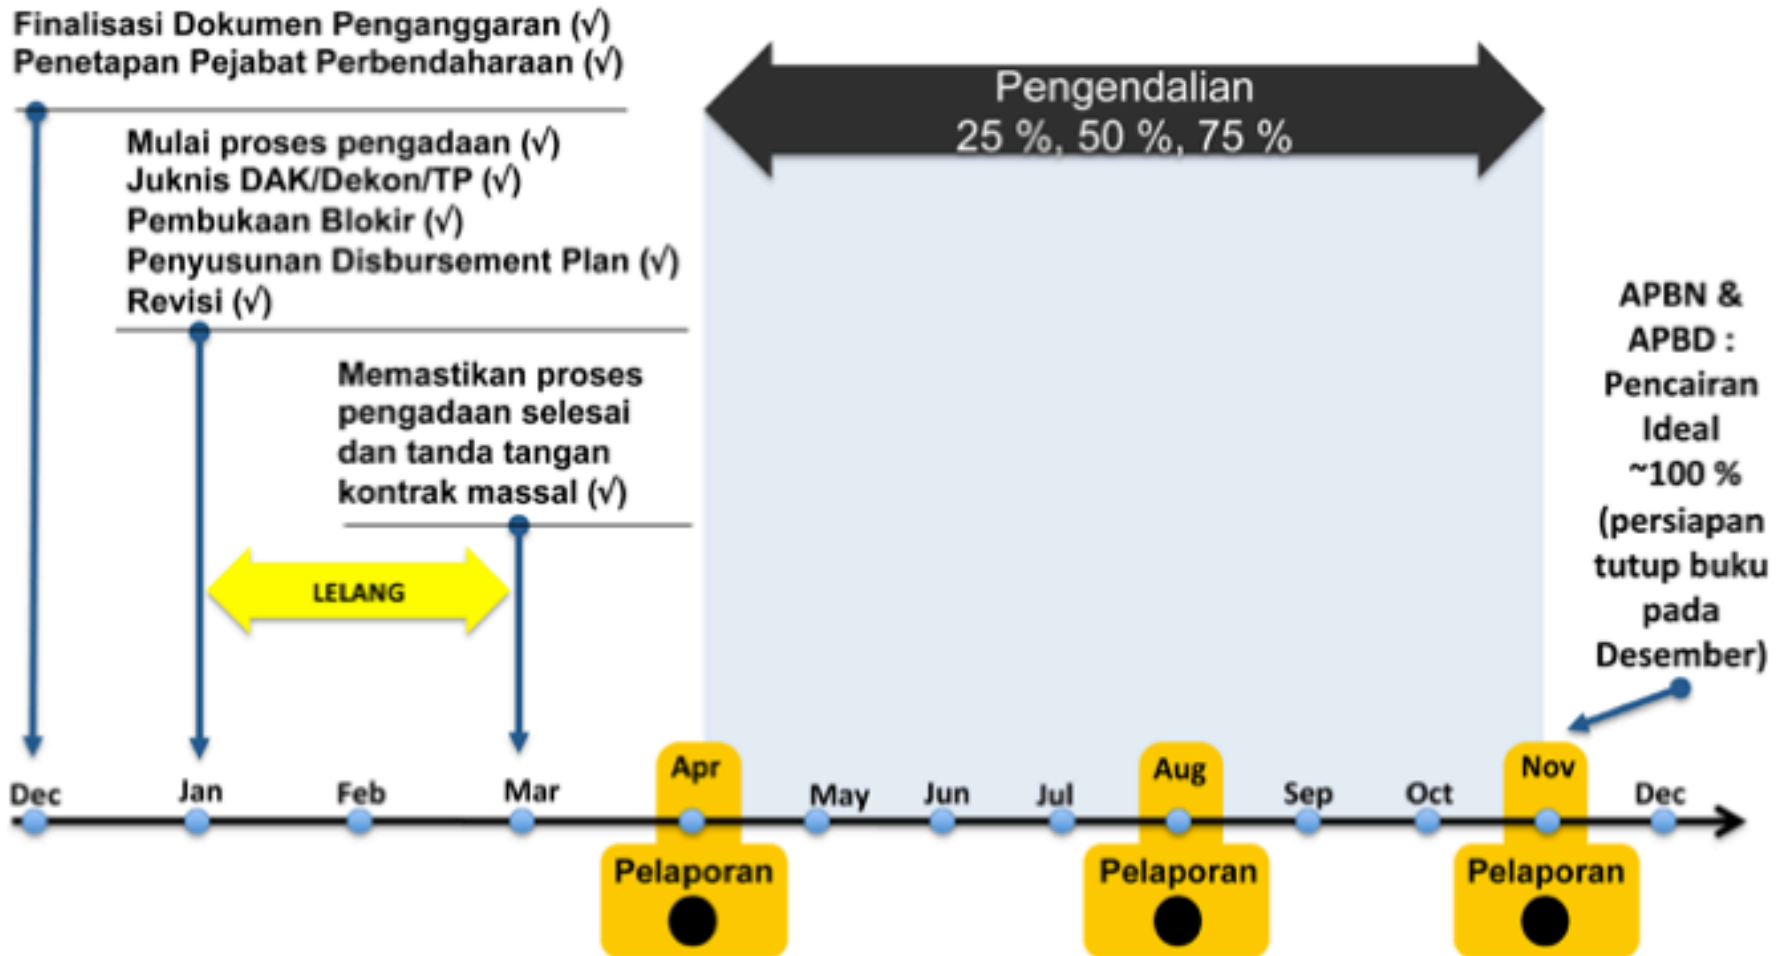 Finalisasi Dokumen Penganggaran (√)
Penetapan Pejabat Perbendaharaan (√)
Mulai proses pengadaan (√)
Juknis DAK/Dekon/TP (√)
Pembukaan Blokir (√)
Penyusunan Disbursement Plan (√)
Revisi (√)
Memastikan proses
pengadaan selesai
dan tanda tangan
kontrak massal (√)
LELANG
Pengendalian
25 %, 50 %, 75 %
APBN &
APBD :
Pencairan
Ideal
~100 %
(persiapan
tutup buku
pada
Desember)
Dec
Jan
Feb
Mar
Apr
May
Jun
Jul
Aug
Sep
Oct
Nov
Dec
Pelaporan
Pelaporan
Pelaporan